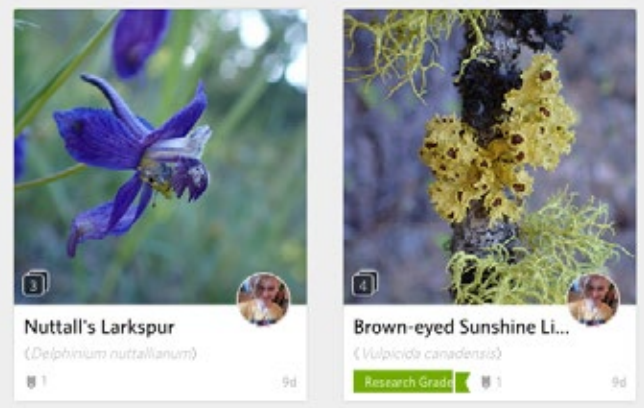 3
Nuttall's Larkspur
(Delphinium nuttallianum)
1
9d
4
Brown-eyed Sunshine Li...
(Vulpicida canadensis)
Research Grade
1
9d